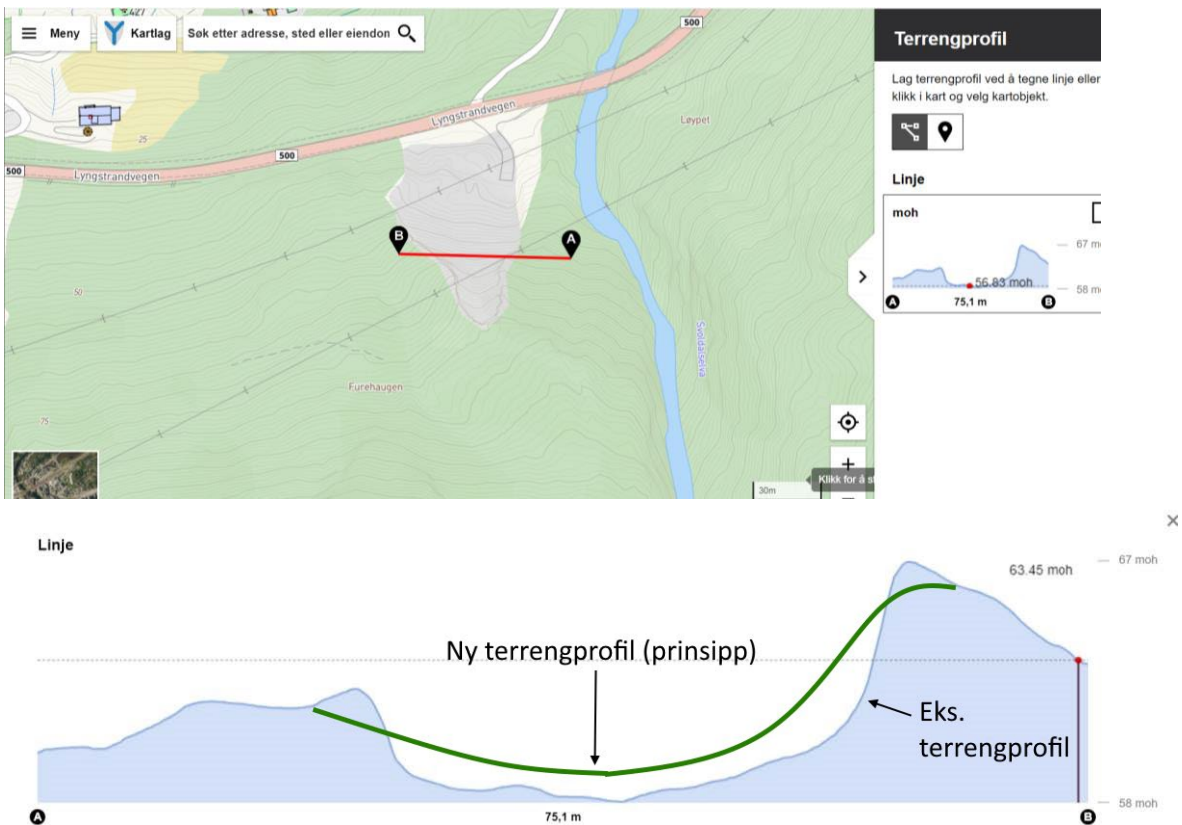 Meny
Kartlag
Søk etter adresse, sted eller eiendon
500
Terrengprofil
Lag terrengprofil ved å tegne linje eller
klikk i kart og velg kartobjekt.
Lyngstrandvegen
Løypet
25
500
500
Lyngstrandvegen
Linje
moh
B
A
67 mo
56.83 moh
58 mo
A
75,1 m
B
50
Svoldalselva
Furehaugen
75
30m
Klikk for å s
Linje
67 moh
63.45 moh
Ny terrengprofil (prinsipp)
Eks.
terrengprofil
58 moh
A
75,1 m
B